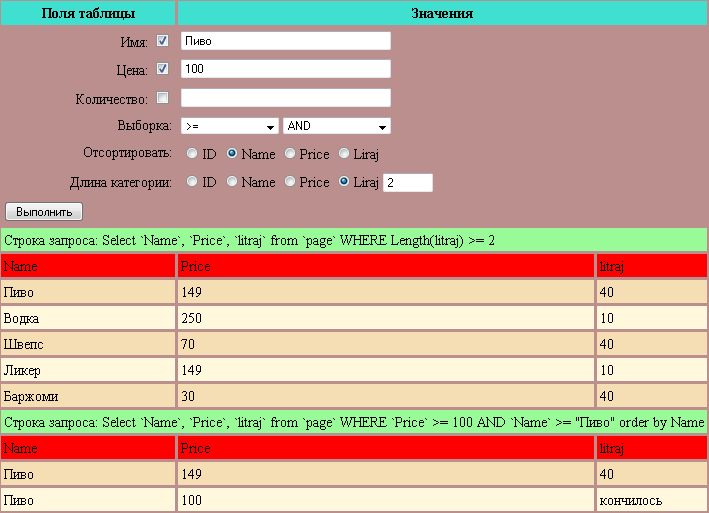 Поля таблицы Значения
Имя: Пиво
Цена: 100
Количество:
Выборка: >= AND
Отсортировать: ID Name Price Liraj
Длина категории: ID Name Price Liraj 2
Выполнить
Строка запроса: Select `Name`, `Price`, `litraj` from `page` WHERE Length(litraj) >= 2
Name Price litraj
Пиво 149 40
Водка 250 10
Швепс 70 40
Ликер 149 10
Баржоми 30 40
Строка запроса: Select `Name`, `Price`, `litraj` from `page` WHERE `Price` >= 100 AND `Name` >= "Пиво" order by Name
Name Price litraj
Пиво 149 40
Пиво 100 кончилось